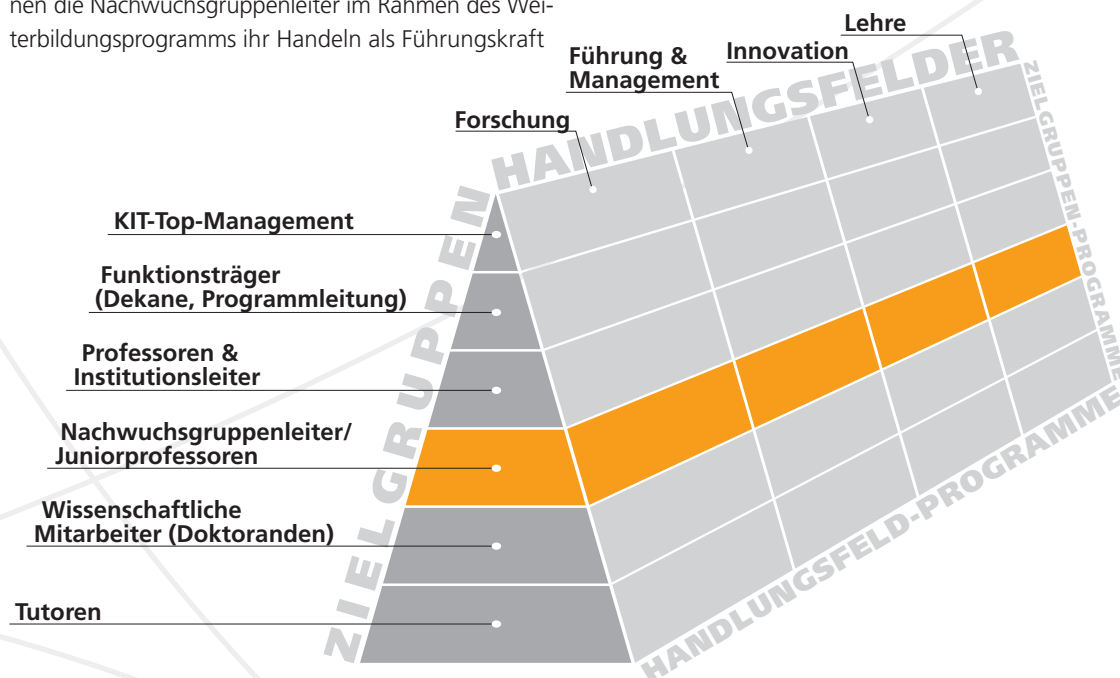 nen die Nachwuchsgruppenleiter im Rahmen des Wei-
terbildungsprogramms ihr Handeln als Führungskraft
Lehre
Innovation
Führung &
Management
Forschung
HANDLUNGSFELDER
ZIELGRUPPEN-PROGRAMME
ZIELGRUPPEN
KIT-Top-Management
Funktionsträger
(Dekane, Programmleitung)
Professoren &
Institutionsleiter
Nachwuchsgruppenleiter/
Juniorprofessoren
Wissenschaftliche
Mitarbeiter (Doktoranden)
Tutoren
HANDLUNGSFELD-PROGRAMME